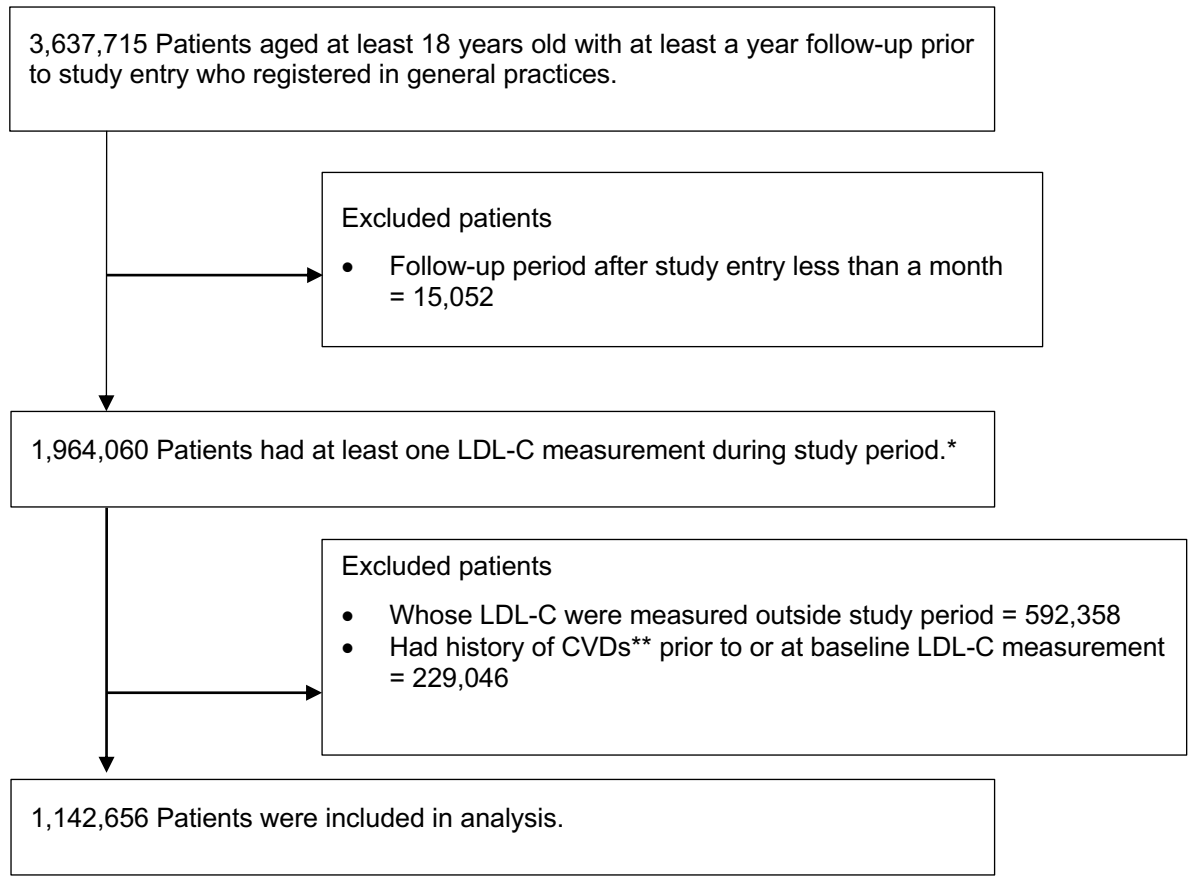 3,637,715 Patients aged at least 18 years old with at least a year follow-up prior
to study entry who registered in general practices.
Excluded patients
• Follow-up period after study entry less than a month
= 15,052
1,964,060 Patients had at least one LDL-C measurement during study period.*
Excluded patients
• Whose LDL-C were measured outside study period = 592,358
• Had history of CVDs** prior to or at baseline LDL-C measurement
= 229,046
1,142,656 Patients were included in analysis.